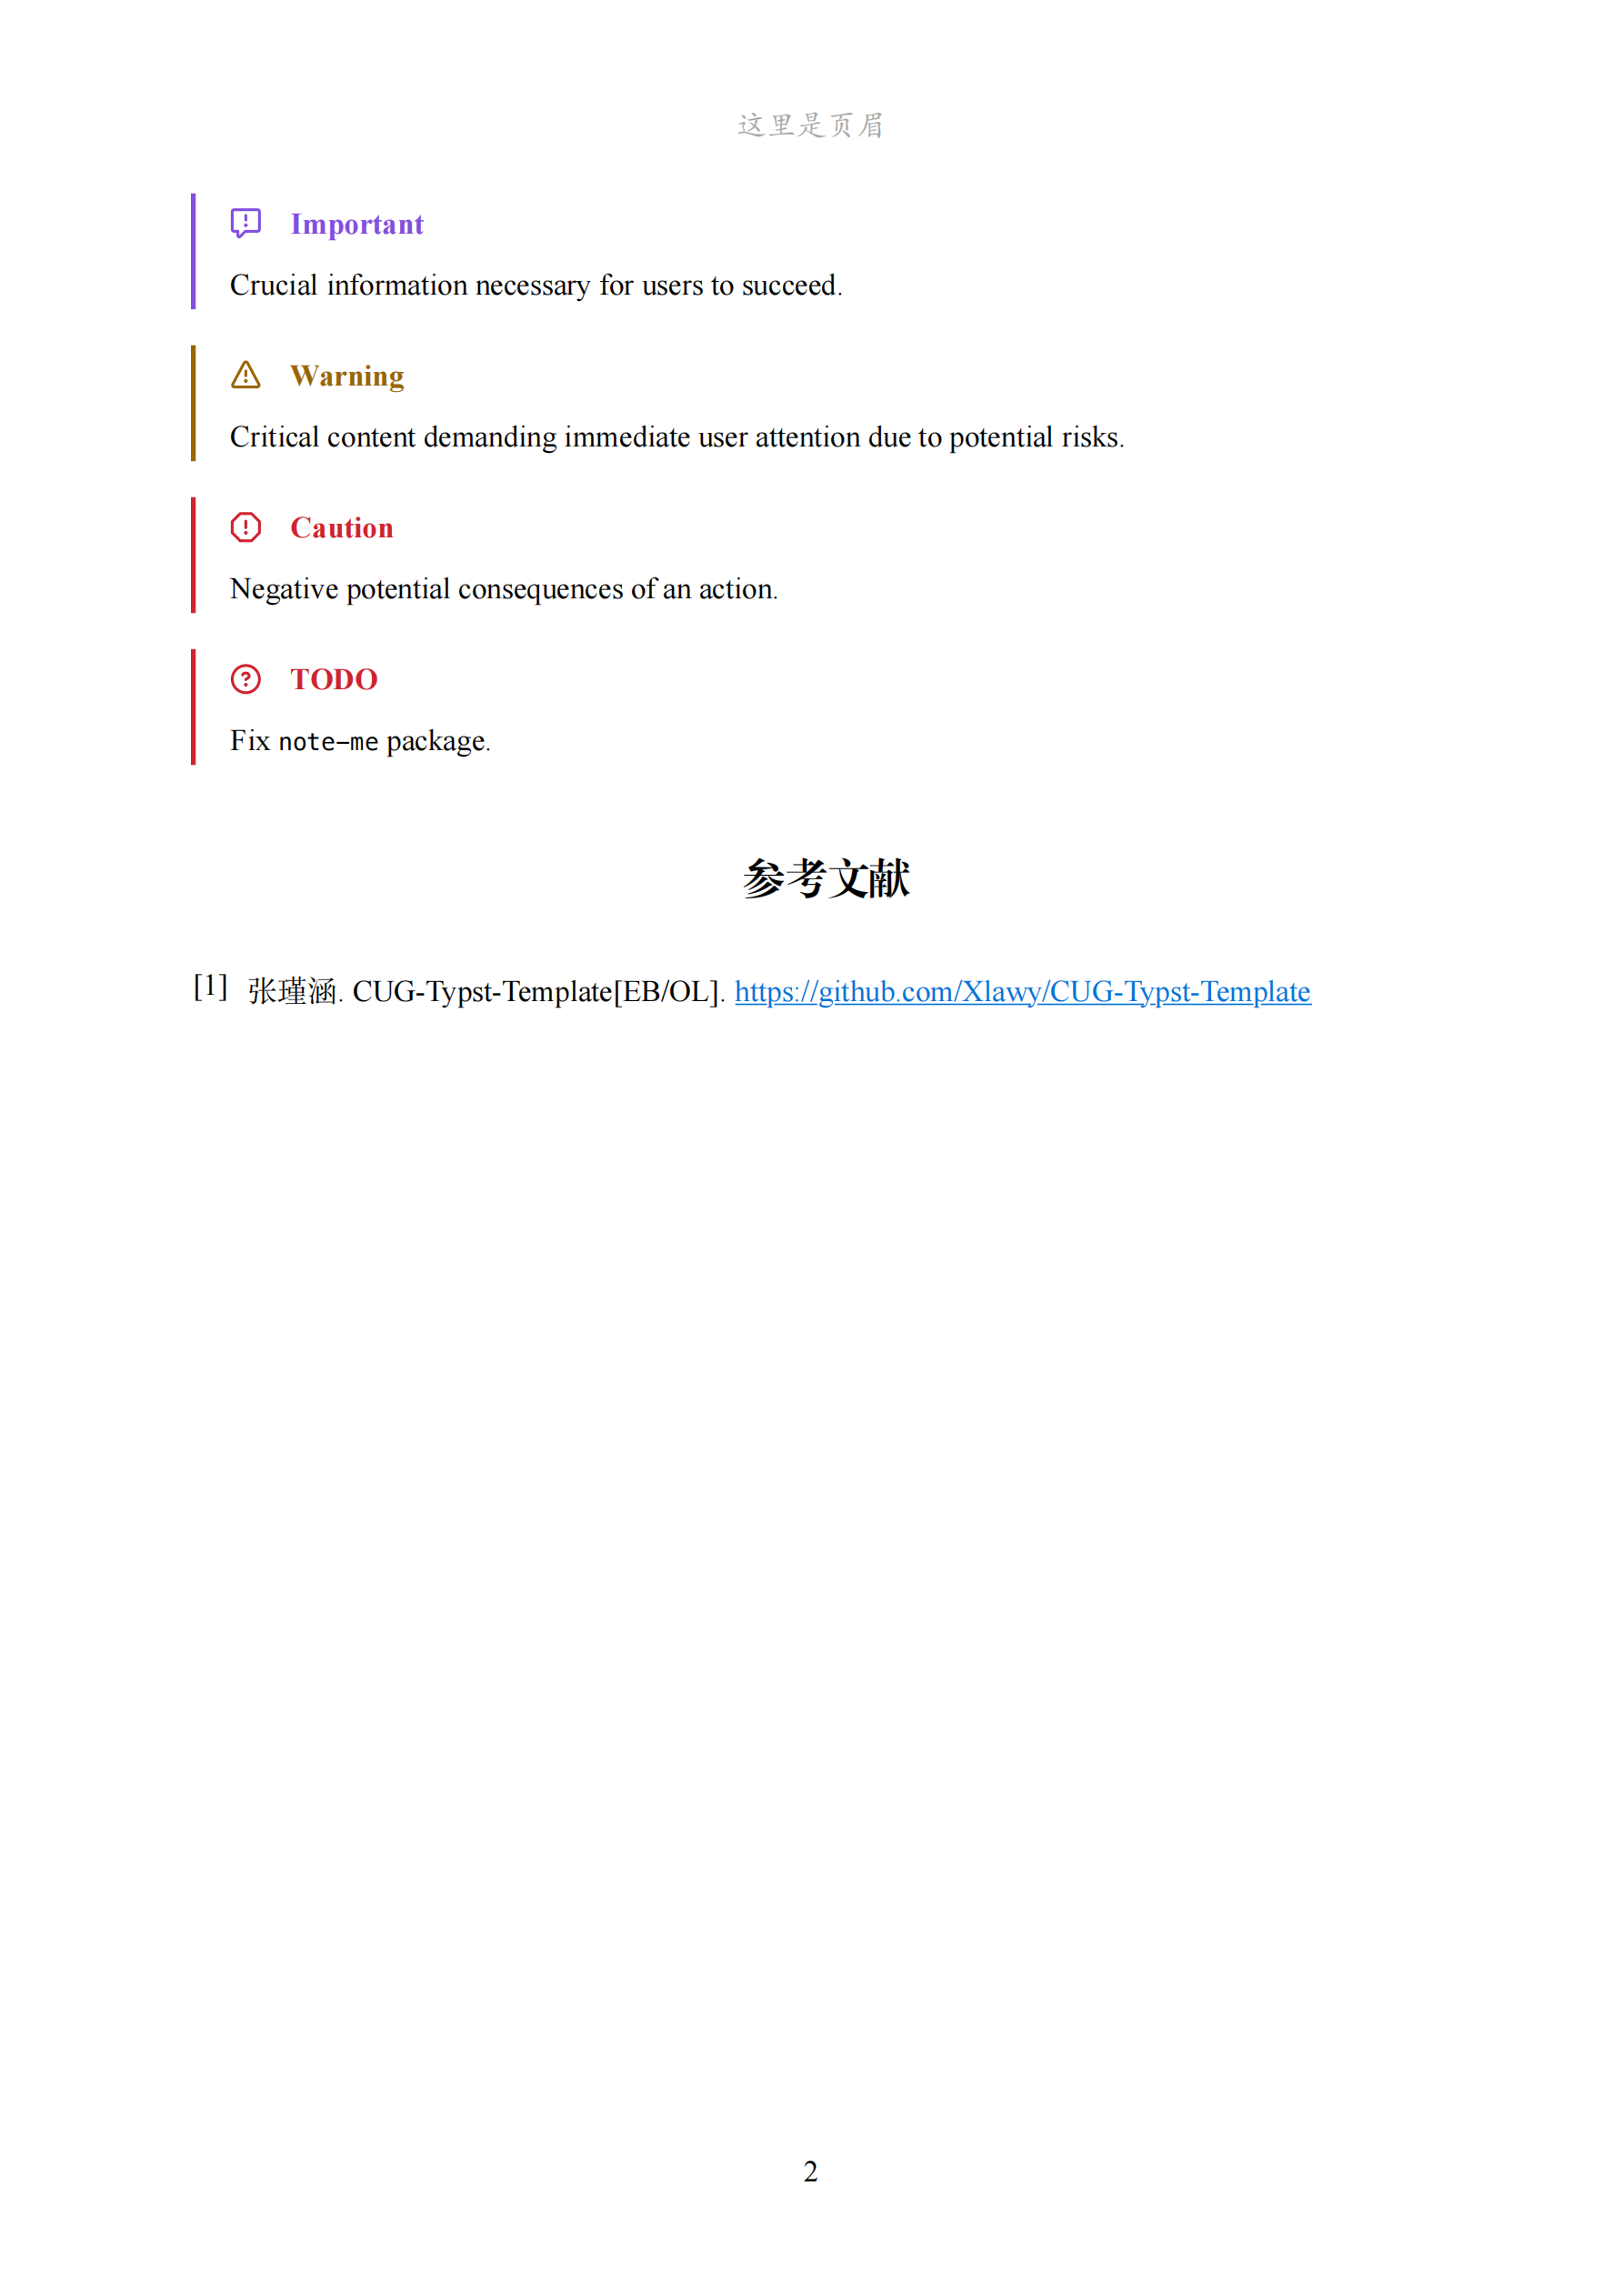 这里是页眉
Important
Crucial information necessary for users to succeed.
Warning
Critical content demanding immediate user attention due to potential risks.
Caution
Negative potential consequences of an action.
TODO
Fix note-me package.
参考文献
[1] 张瑾涵. CUG-Typst-Template[EB/OL]. https://github.com/Xlawy/CUG-Typst-Template
2